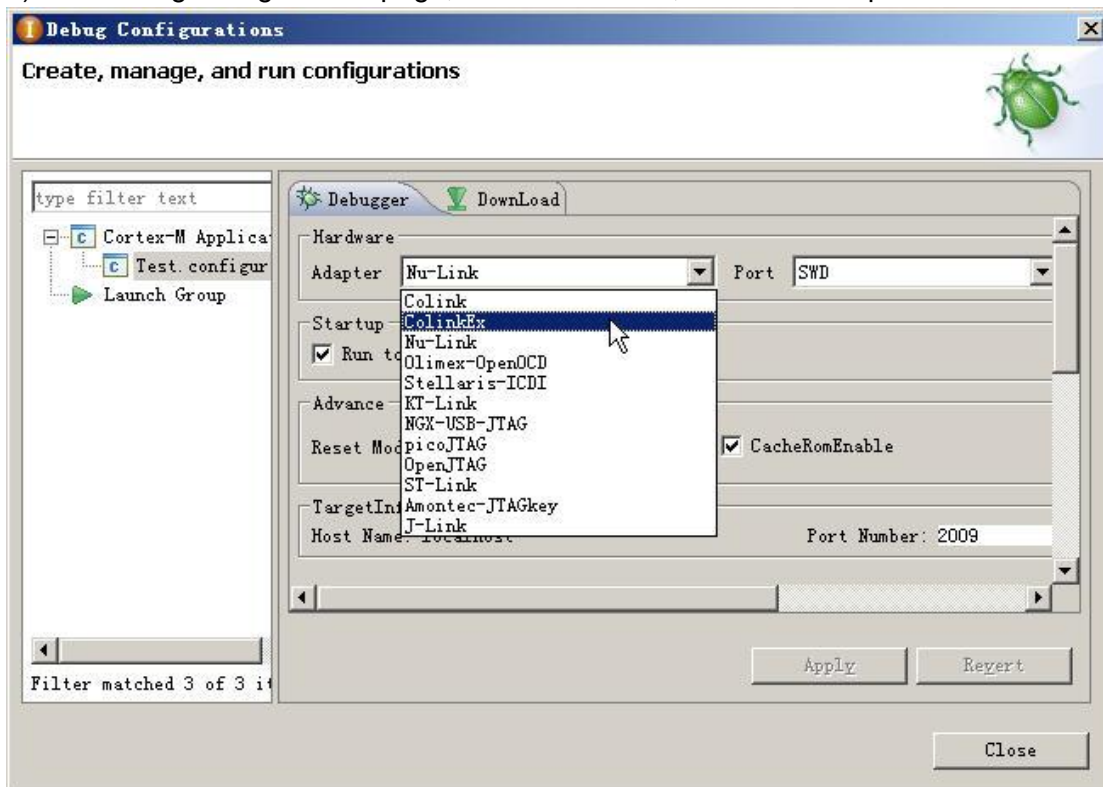 Debug Configurations
Create, manage, and run configurations
type filter text
Cortex-M Applica
Test.configur
Launch Group
Filter matched 3 of 3 it
Debugger DownLoad
Hardware
Adapter Nu-Link Port SWD
Colink
ColinkEx
Nu-Link
Olimex-OpenOCD
Stellaris-ICDI
KT-Link
NGX-USB-JTAG
picoJTAG
OpenJTAG
ST-Link
Amontec-JTAGkey
J-Link
Startup
Run to
Advance
Reset Mod CacheRomEnable
TargetInf
Host Name: localhost Port Number: 2009
Apply Revert
Close